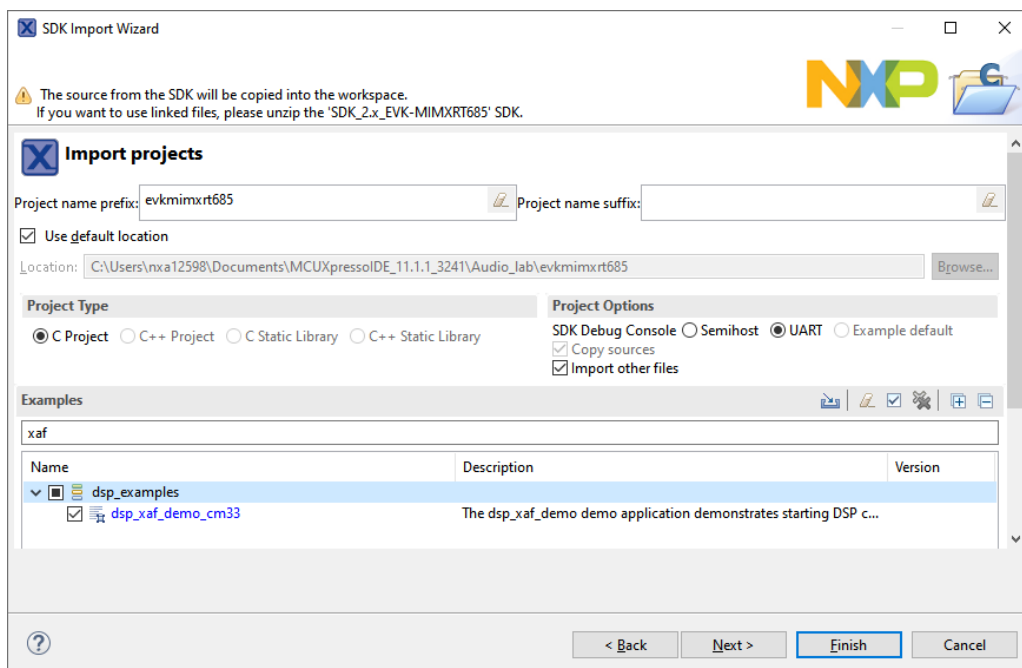 SDK Import Wizard
NXP
The source from the SDK will be copied into the workspace.
If you want to use linked files, please unzip the 'SDK_2.x_EVK-MIMXRT685' SDK.
Import projects
Project name prefix: evkmimxrt685 Project name suffix:
Use default location
Location: C:\Users\nxa12598\Documents\MCUXpressoIDE_11.1.1_3241\Audio_lab\evkmimxrt685 Browse...
Project Type Project Options
C Project C++ Project C Static Library C++ Static Library SDK Debug Console Semihost UART Example default
Copy sources
Import other files
Examples
xaf
Name Description Version
dsp_examples
dsp_xaf_demo_cm33 The dsp_xaf_demo demo application demonstrates starting DSP c...
< Back Next > Finish Cancel